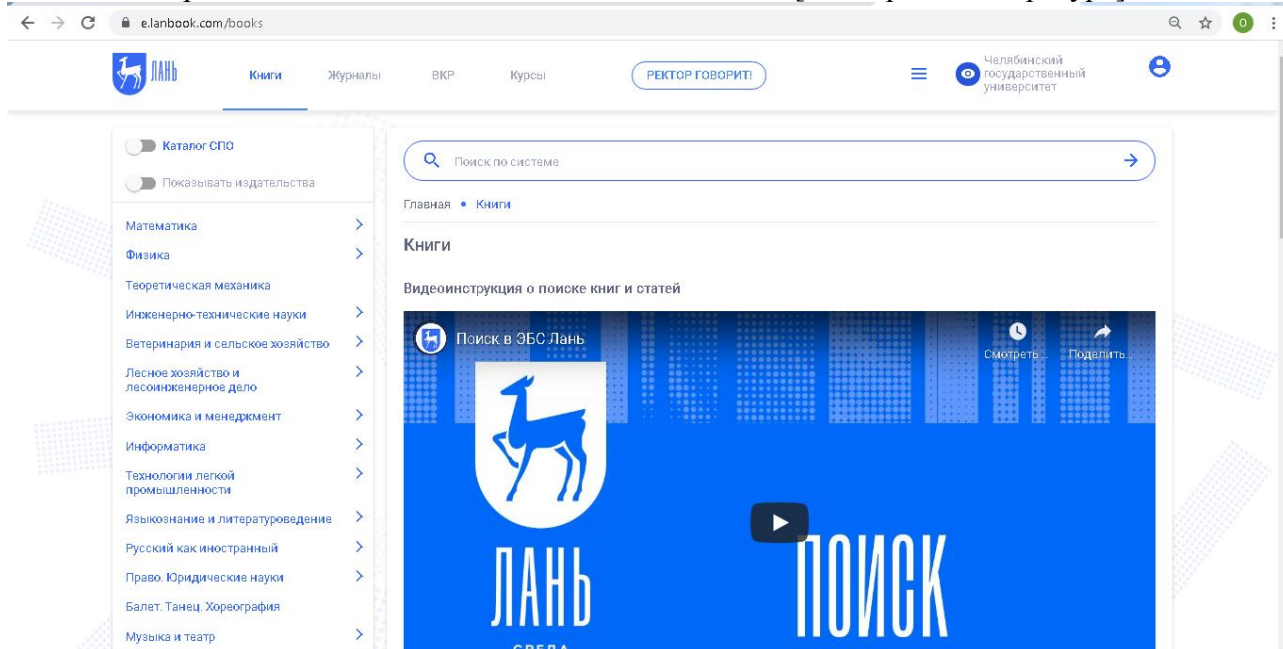 e.lanbook.com/books
О
ЛАНЬ
Книги
Журналы
ВКР
Курсы
РЕКТОР ГОВОРИТ!
Челябинский
государственный
университет
Каталог СПО
Показывать издательства
Математика
Физика
Теоретическая механика
Инженерно-технические науки
Ветеринария и сельское хозяйство
Лесное хозяйство и
лесоинженерное дело
Экономика и менеджмент
Информатика
Технологии легкой
промышленности
Языкознание и литературоведение
Русский как иностранный
Право. Юридические науки
Балет. Танец. Хореография
Музыка и театр
Поиск по системе
Главная • Книги
Книги
Видеоинструкция о поиске книг и статей
Поиск в ЭБС Лань
Смотреть ...
Поделить...
ЛАНЬ
ПОИСК